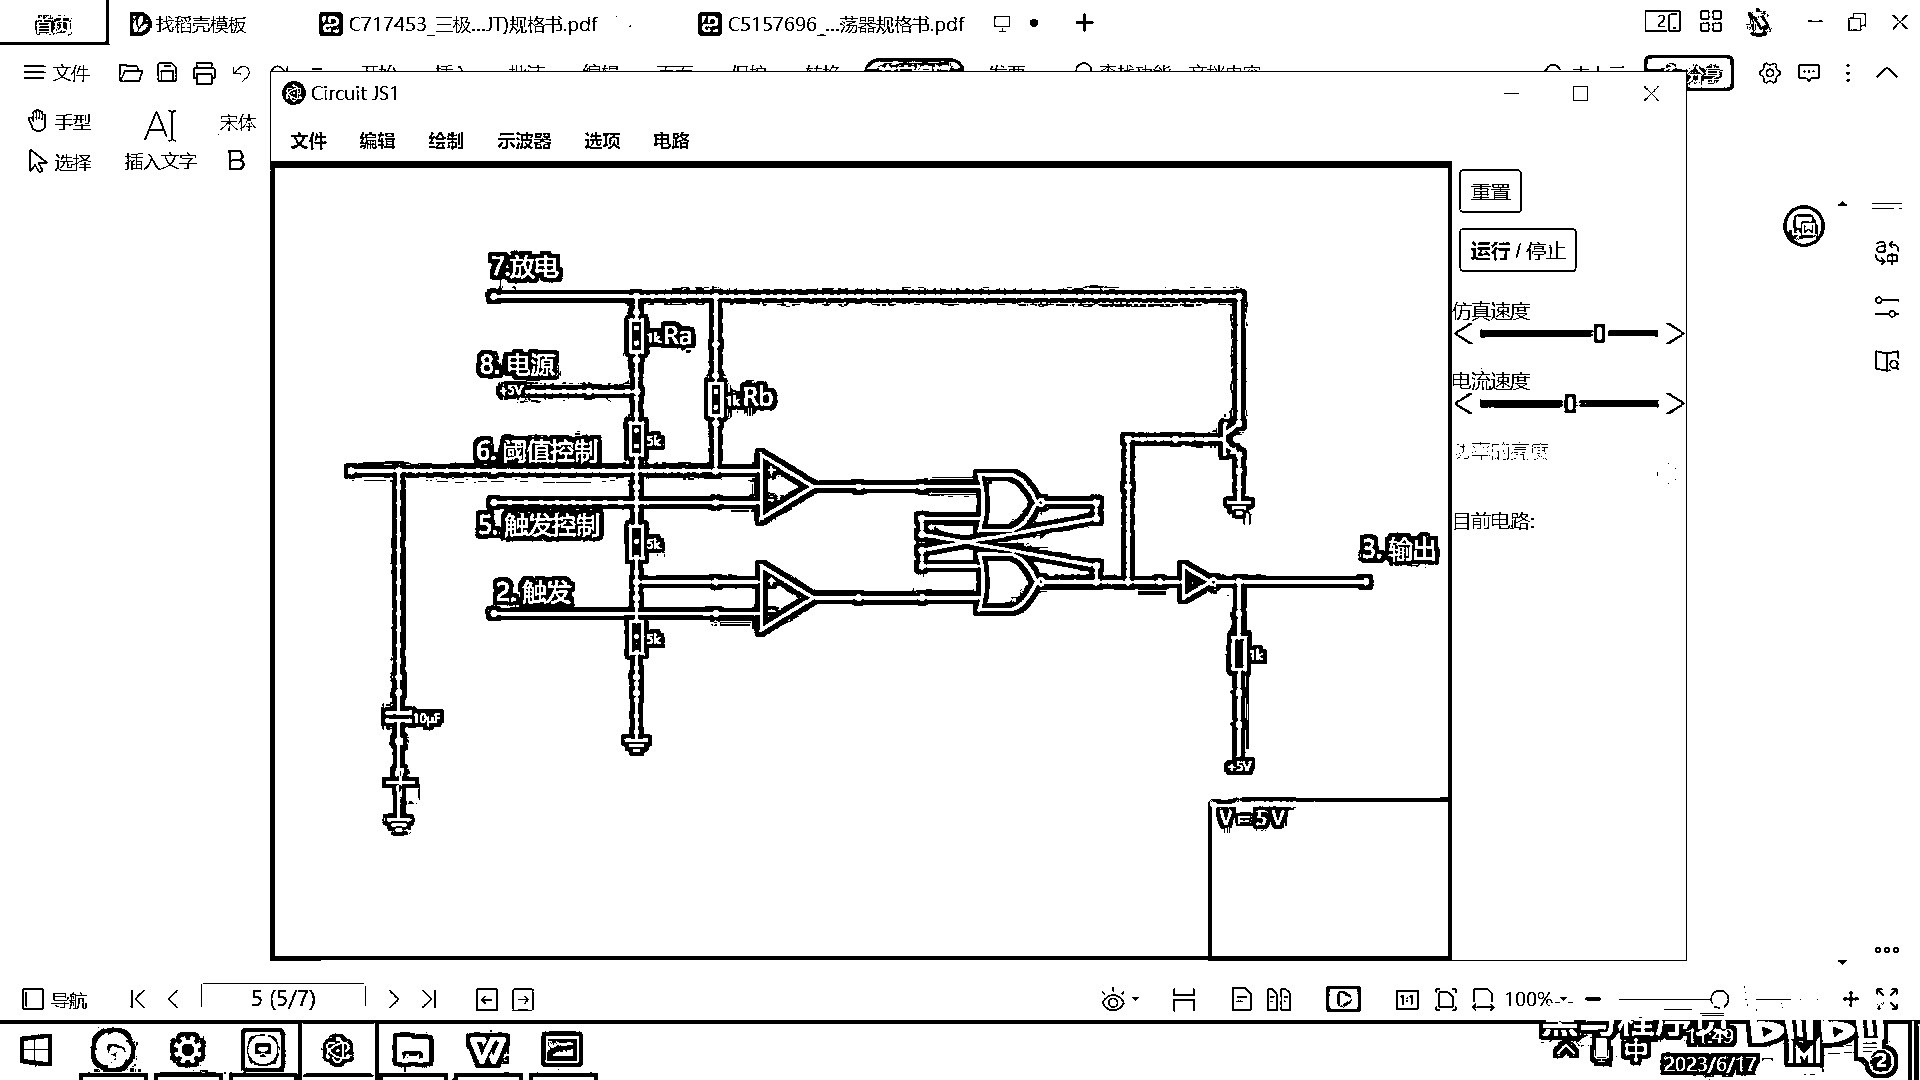 首页 找稻壳模板 C717453_三极...JT)规格书.pdf C5157696_...荡器规格书.pdf
文件
Circuit JS1
手型 宋体
选择 插入文字 B
文件 编辑 绘制 示波器 选项 电路
重置
运行 / 停止
7.放电
仿真速度
1k Ra
8. 电源
+5V
电流速度
1k Rb
6. 阈值控制 5k
5. 触发控制
目前电路:
5k
3. 输出
2. 触发
5k
1k
10μF
+5V
V=5V
导航 5 (5/7) 1:1 100%
中 2023/6/17 2